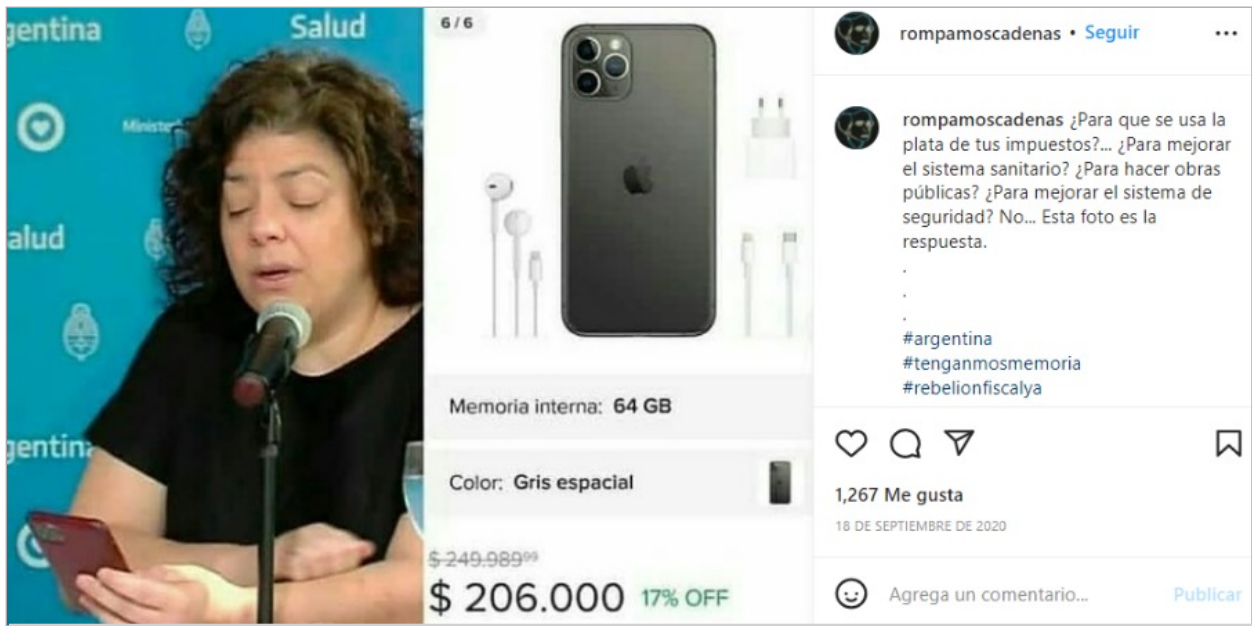 gentina
Salud
Minister
alud
gentina
6/6
Memoria interna: 64 GB
Color: Gris espacial
$ 249.989⁹⁹
$ 206.000 17% OFF
rompamoscadenas • Seguir
rompamoscadenas ¿Para que se usa la
plata de tus impuestos?... ¿Para mejorar
el sistema sanitario? ¿Para hacer obras
públicas? ¿Para mejorar el sistema de
seguridad? No... Esta foto es la
respuesta.
.
.
.
#argentina
#tenganmosmemoria
#rebelionfiscalya
1,267 Me gusta
18 DE SEPTIEMBRE DE 2020
Agrega un comentario...
Publicar